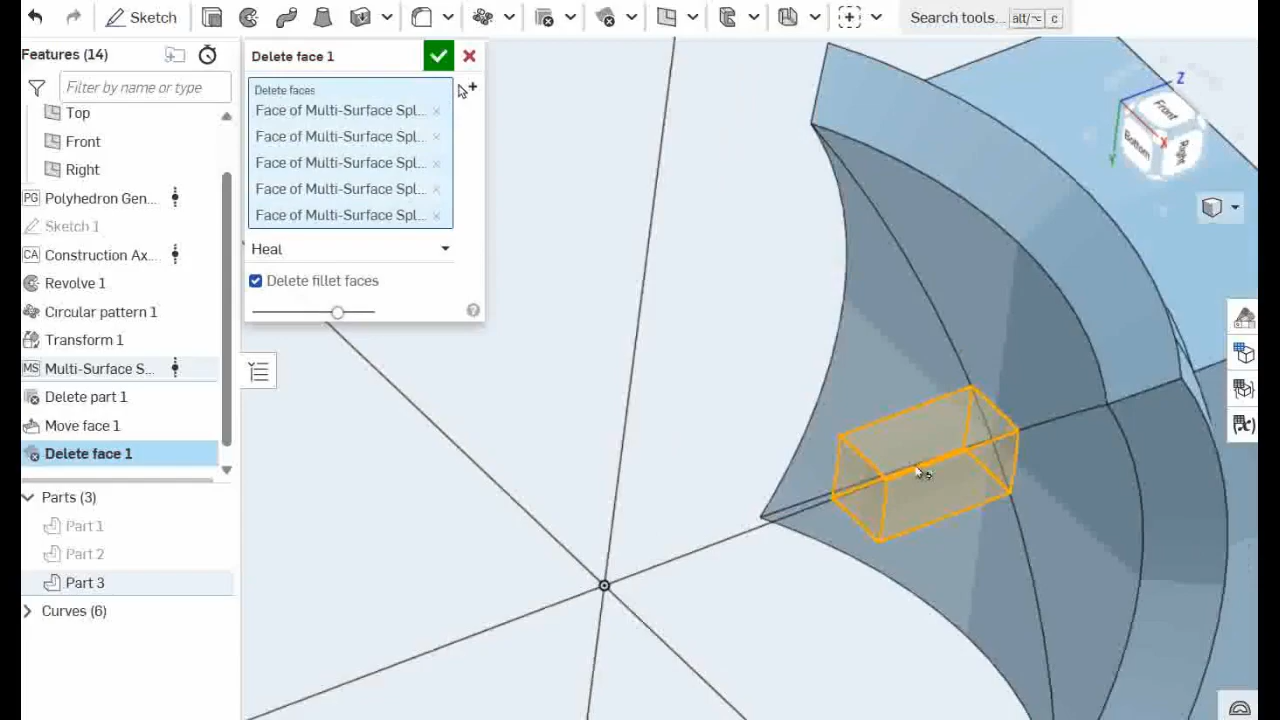 Sketch
Search tools... alt/⌥ c
Features (14)
Filter by name or type
Top
Front
Right
PG Polyhedron Gen...
Sketch 1
CA Construction Ax...
Revolve 1
Circular pattern 1
Transform 1
MS Multi-Surface S...
Delete part 1
Move face 1
Delete face 1
Parts (3)
Part 1
Part 2
Part 3
Curves (6)
Delete face 1
Delete faces
Face of Multi-Surface Spl...
Face of Multi-Surface Spl...
Face of Multi-Surface Spl...
Face of Multi-Surface Spl...
Face of Multi-Surface Spl...
Heal
Delete fillet faces
Z
Front
Bottom
Right
X
Y
(x)